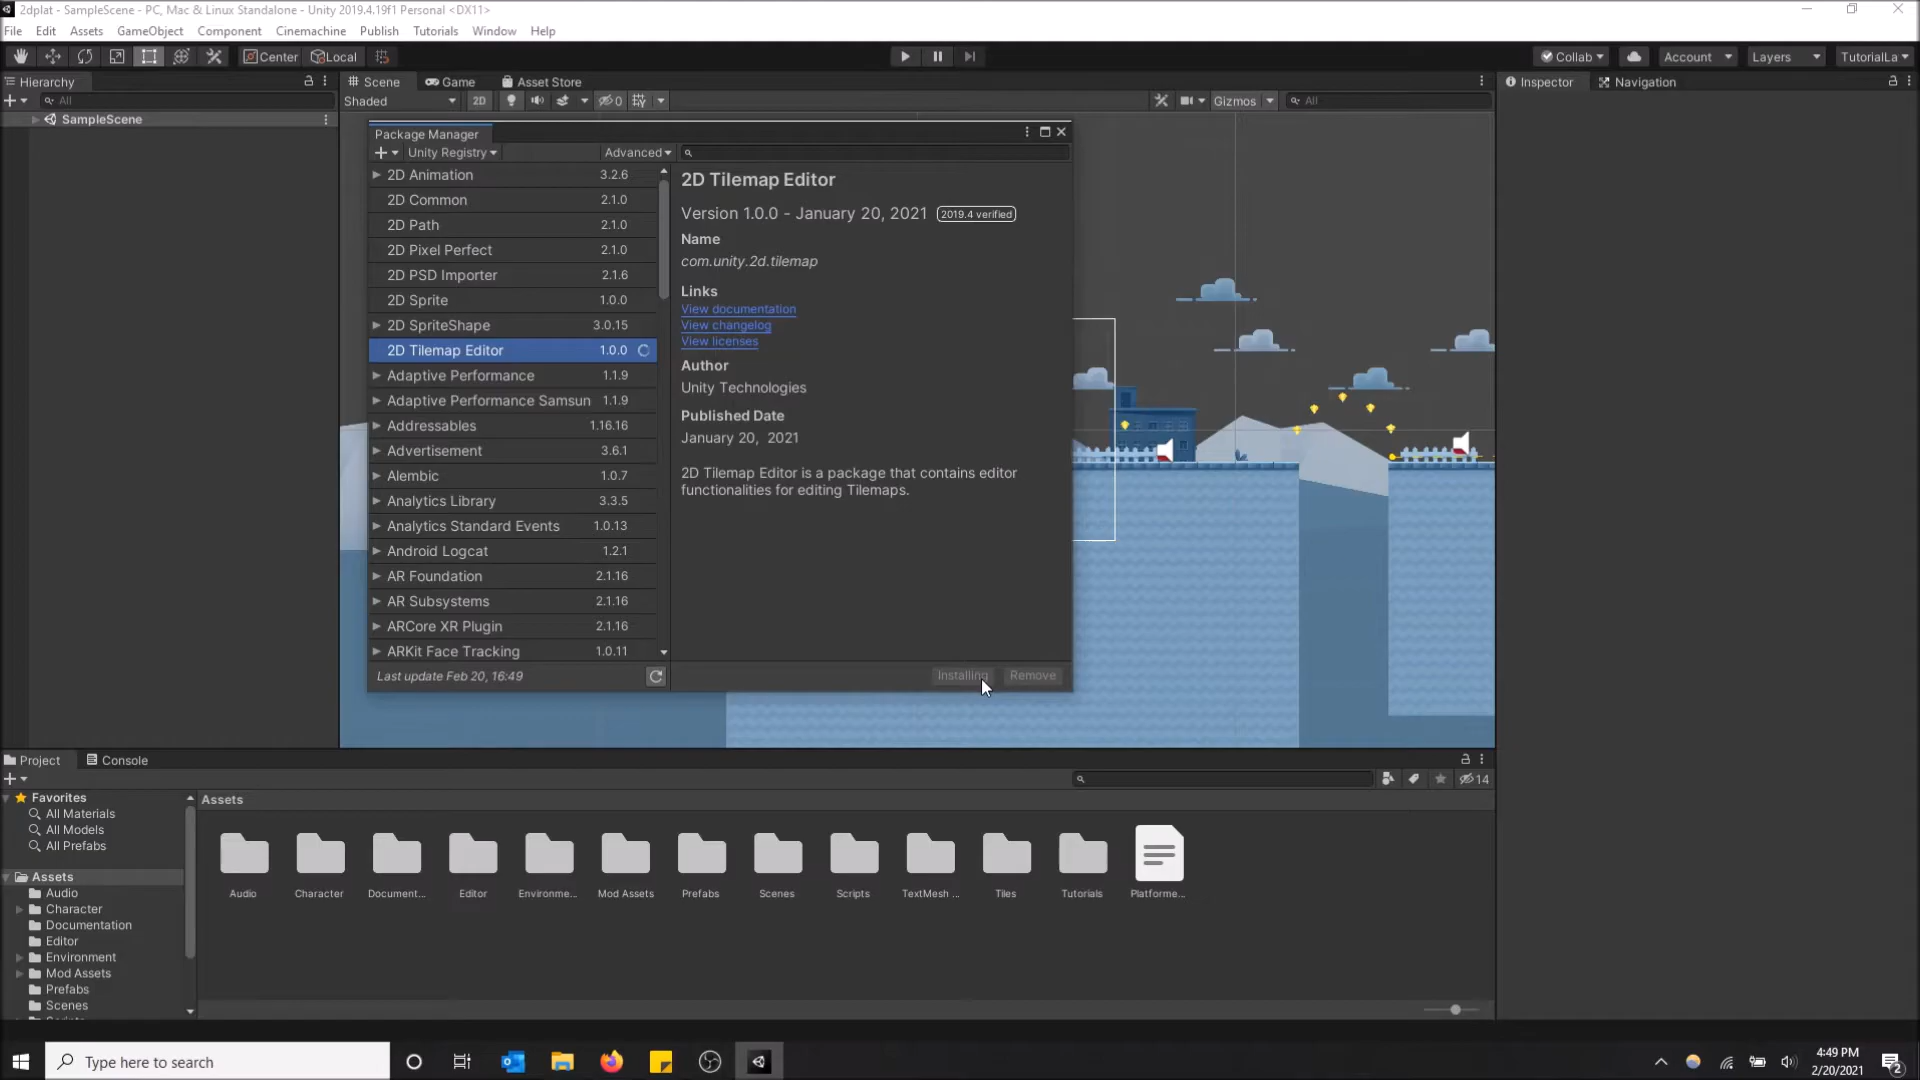 2dplat - SampleScene - PC, Mac & Linux Standalone - Unity 2019.4.19f1 Personal <DX11>
File Edit Assets GameObject Component Cinemachine Publish Tutorials Window Help
Center Local Collab Account Layers TutorialLa
Hierarchy
All
SampleScene
Scene Game Asset Store
Shaded 2D 0 Gizmos All
Inspector Navigation
Package Manager
Unity Registry Advanced
2D Animation 3.2.6
2D Common 2.1.0
2D Path 2.1.0
2D Pixel Perfect 2.1.0
2D PSD Importer 2.1.6
2D Sprite 1.0.0
2D SpriteShape 3.0.15
2D Tilemap Editor 1.0.0
Adaptive Performance 1.1.9
Adaptive Performance Samsun 1.1.9
Addressables 1.16.16
Advertisement 3.6.1
Alembic 1.0.7
Analytics Library 3.3.5
Analytics Standard Events 1.0.13
Android Logcat 1.2.1
AR Foundation 2.1.16
AR Subsystems 2.1.16
ARCore XR Plugin 2.1.16
ARKit Face Tracking 1.0.11
Last update Feb 20, 16:49
2D Tilemap Editor
Version 1.0.0 - January 20, 2021 2019.4 verified
Name
com.unity.2d.tilemap
Links
View documentation
View changelog
View licenses
Author
Unity Technologies
Published Date
January 20, 2021
2D Tilemap Editor is a package that contains editor
functionalities for editing Tilemaps.
Installing Remove
Project Console
14
Favorites
All Materials
All Models
All Prefabs
Assets
Audio
Character
Documentation
Editor
Environment
Mod Assets
Prefabs
Scenes
Assets
Audio Character Document... Editor Environme... Mod Assets Prefabs Scenes Scripts TextMesh ... Tiles Tutorials Platforme...
Type here to search
4:49 PM
2/20/2021
2